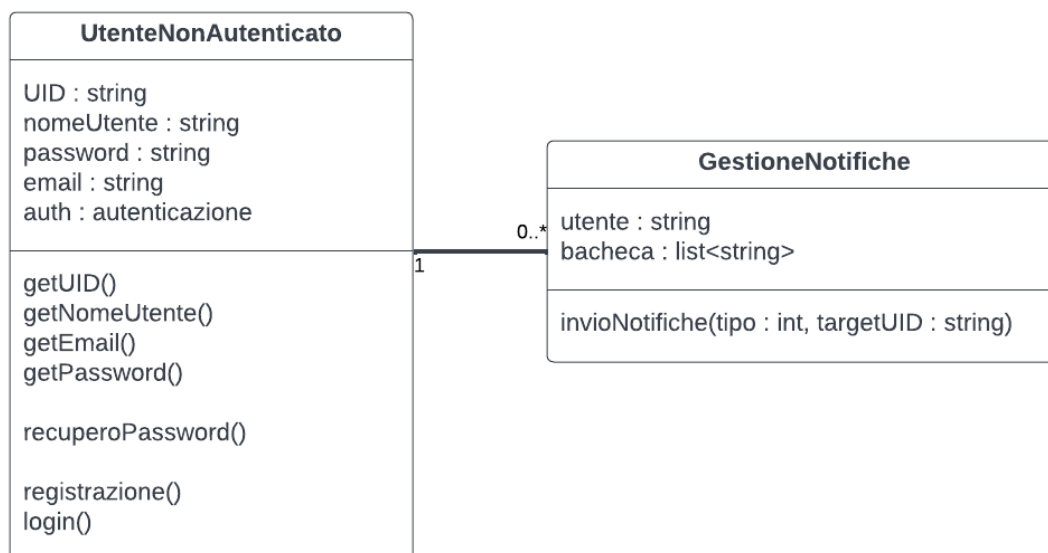 UtenteNonAutenticato
UID : string
nomeUtente : string
password : string
email : string
auth : autenticazione
getUID()
getNomeUtente()
getEmail()
getPassword()
recuperoPassword()
registrazione()
login()
1
0..*
GestioneNotifiche
utente : string
bacheca : list<string>
invioNotifiche(tipo : int, targetUID : string)